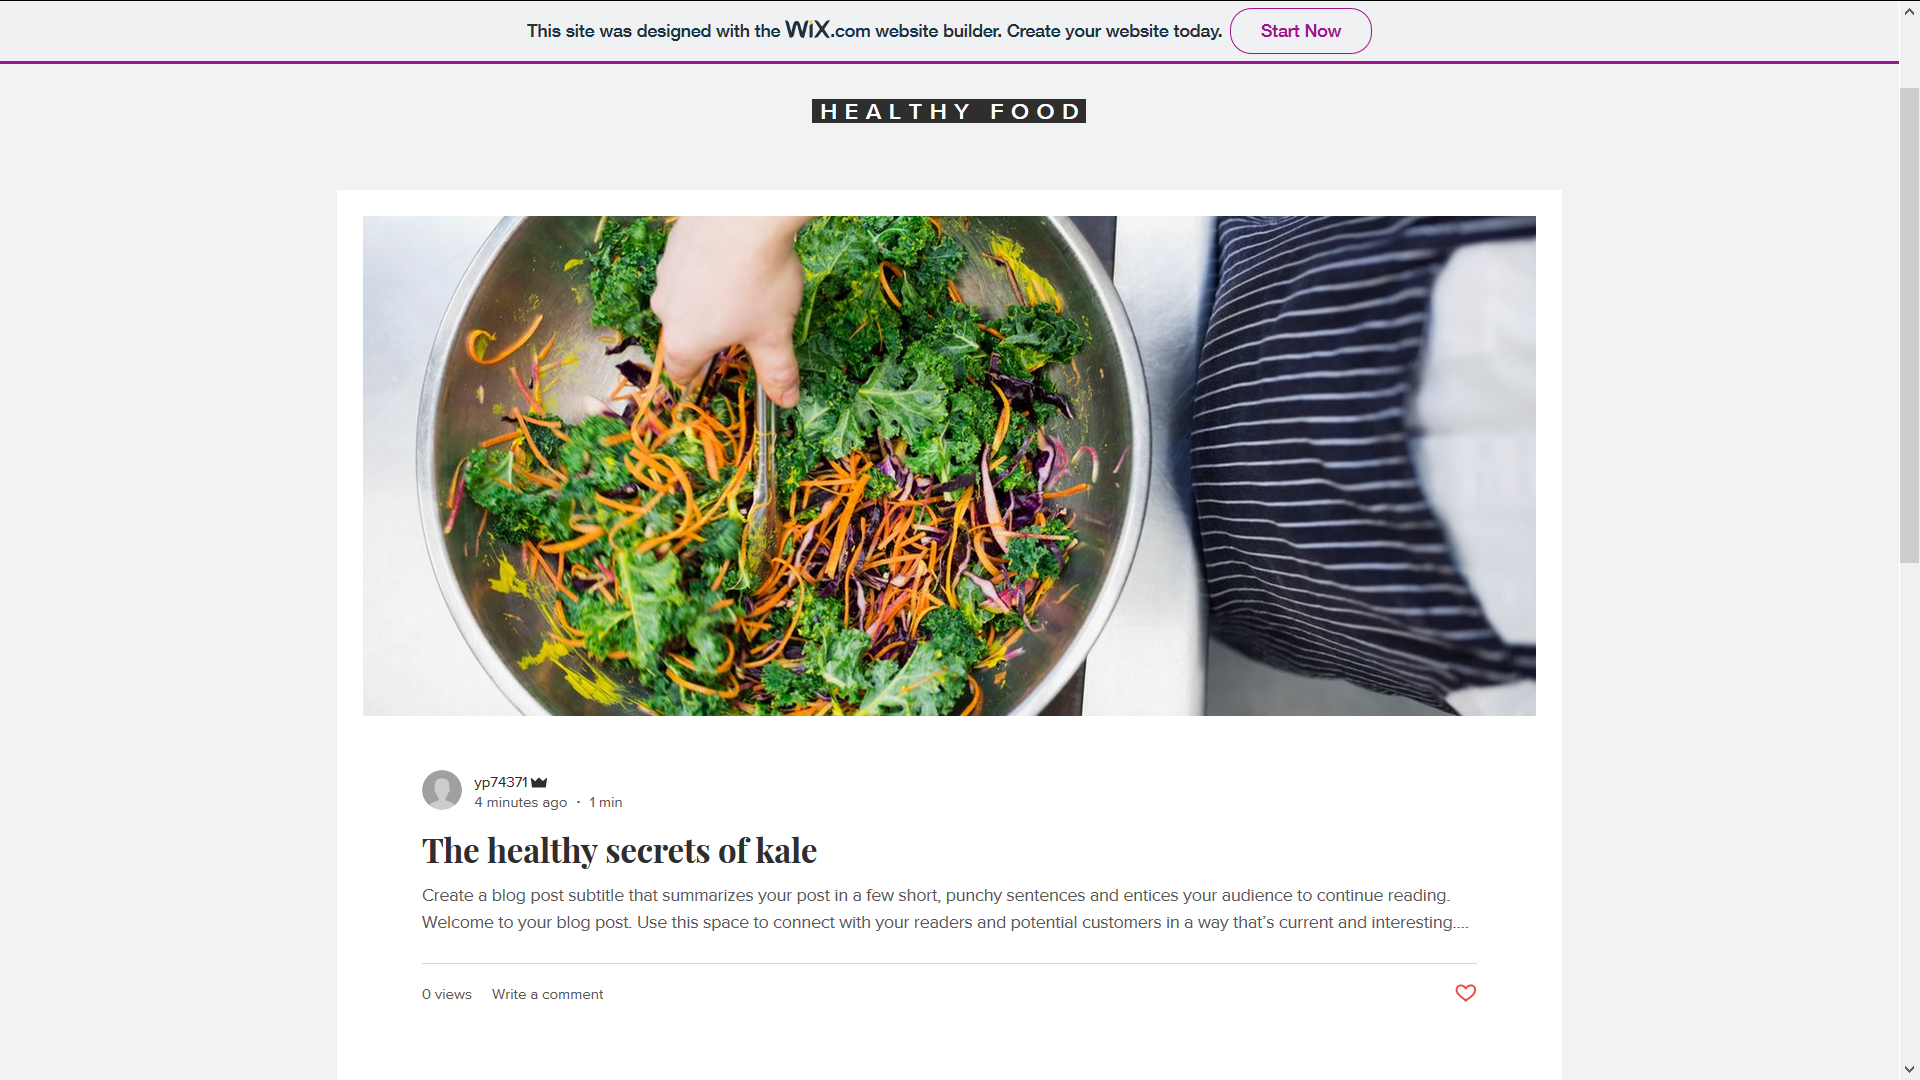 This site was designed with the WiX.com website builder. Create your website today. Start Now
HEALTHY FOOD
yp74371
4 minutes ago · 1 min
The healthy secrets of kale
Create a blog post subtitle that summarizes your post in a few short, punchy sentences and entices your audience to continue reading.
Welcome to your blog post. Use this space to connect with your readers and potential customers in a way that’s current and interesting....
0 views Write a comment